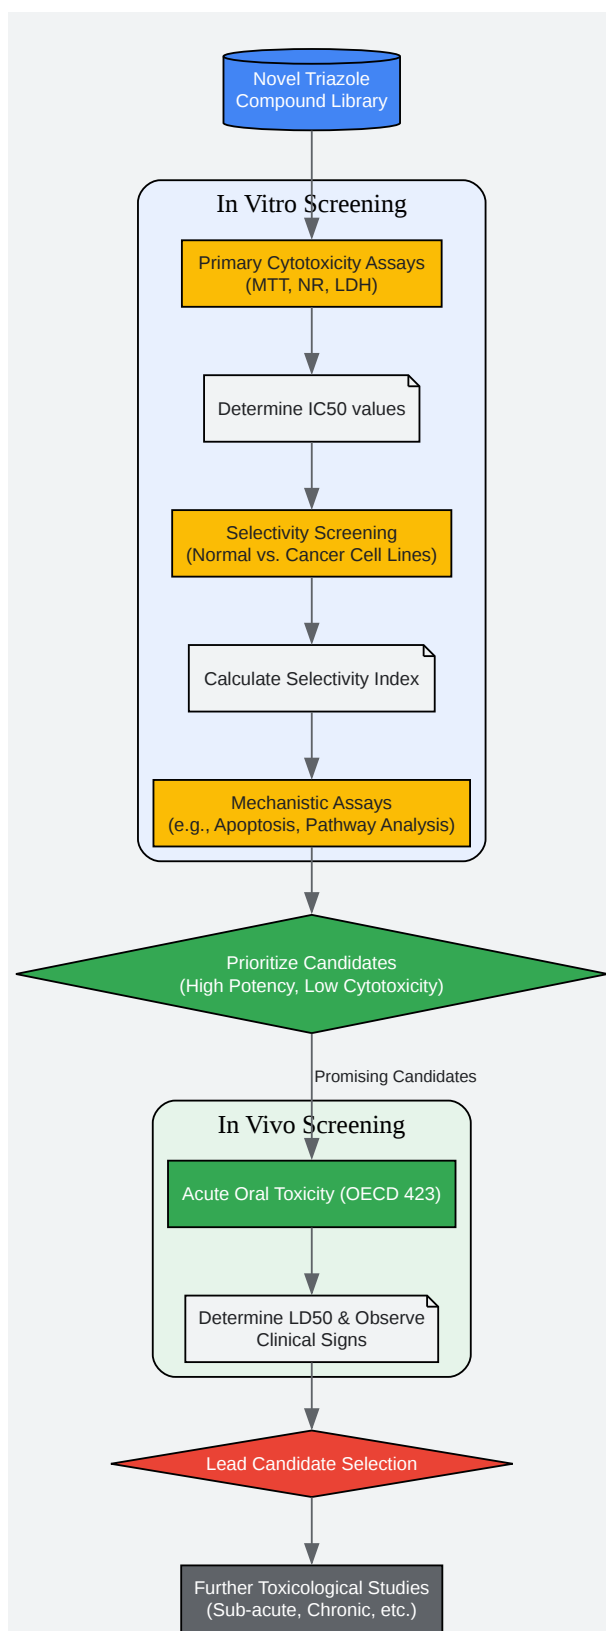 Novel Triazole
Compound Library
In Vitro Screening
Primary Cytotoxicity Assays
(MTT, NR, LDH)
Determine IC50 values
Selectivity Screening
(Normal vs. Cancer Cell Lines)
Calculate Selectivity Index
Mechanistic Assays
(e.g., Apoptosis, Pathway Analysis)
Prioritize Candidates
(High Potency, Low Cytotoxicity)
Promising Candidates
In Vivo Screening
Acute Oral Toxicity (OECD 423)
Determine LD50 & Observe
Clinical Signs
Lead Candidate Selection
Further Toxicological Studies
(Sub-acute, Chronic, etc.)